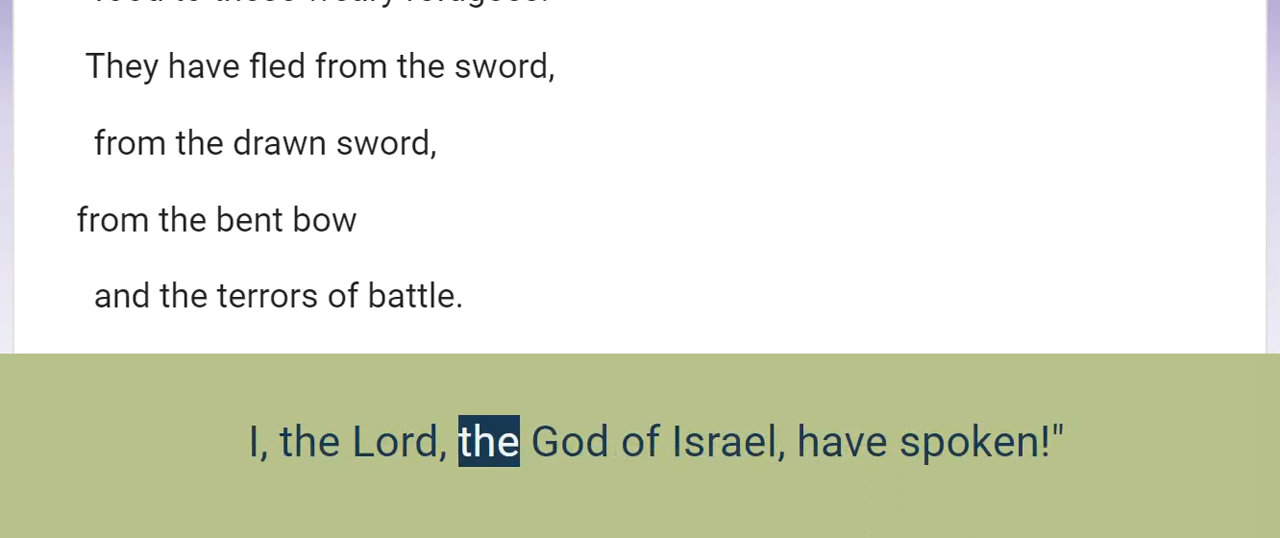 They have fled from the sword,
from the drawn sword,
from the bent bow
and the terrors of battle.
I, the Lord, the God of Israel, have spoken!"